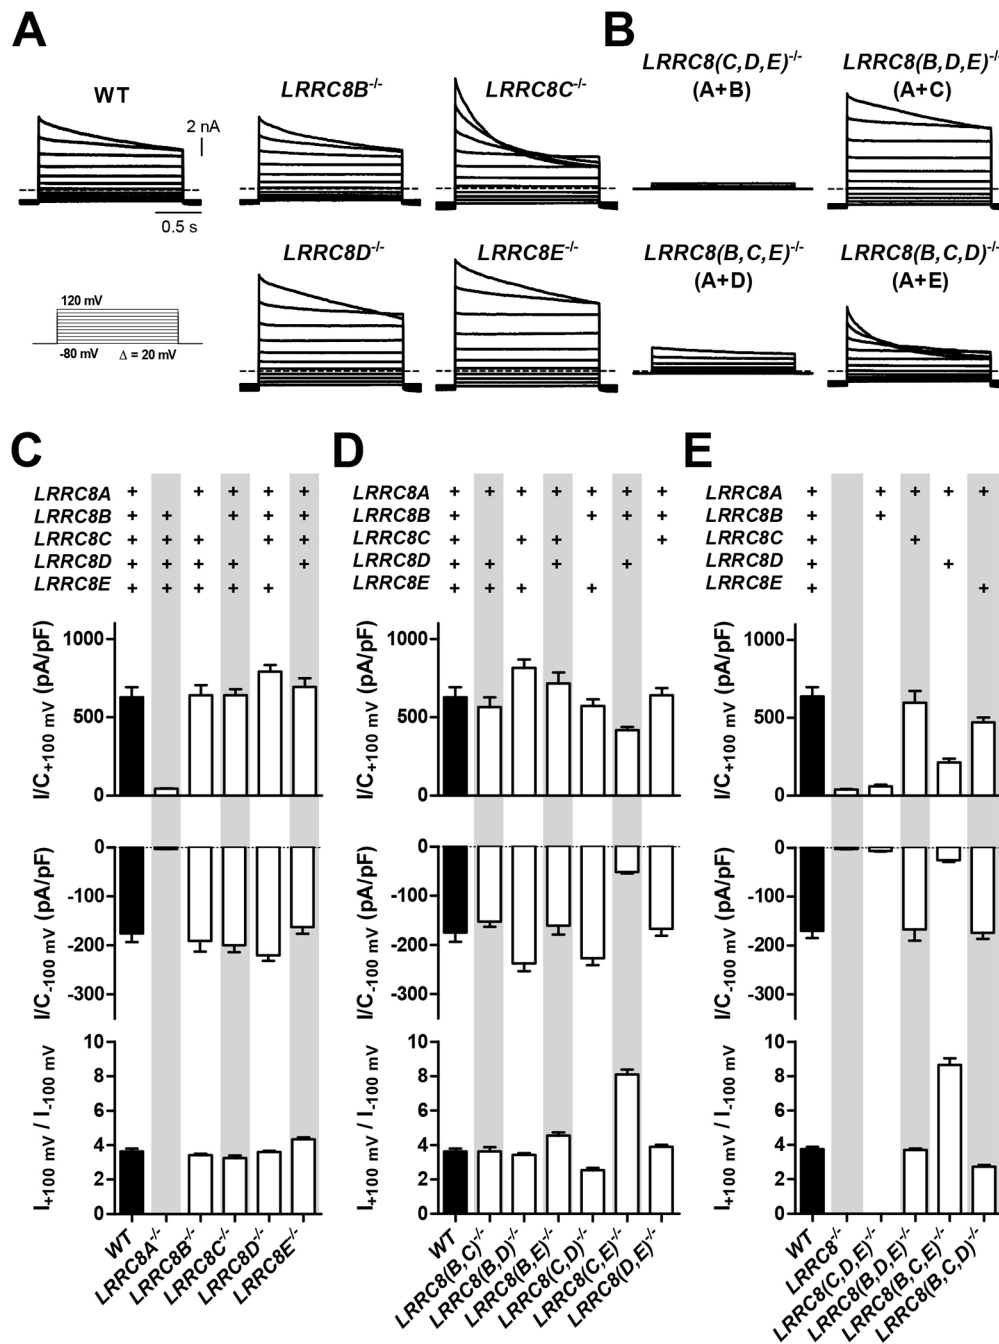 A
WT
LRRC8B-/-
LRRC8C-/-
2 nA
0.5 s
LRRC8D-/-
LRRC8E-/-
120 mV
-80 mV Δ = 20 mV
B
LRRC8(C,D,E)-/-
(A+B)
LRRC8(B,D,E)-/-
(A+C)
LRRC8(B,C,E)-/-
(A+D)
LRRC8(B,C,D)-/-
(A+E)
C
LRRC8A + + + + +
LRRC8B + + + + +
LRRC8C + + + + +
LRRC8D + + + + +
LRRC8E + + + + +
I/C+100 mV (pA/pF)
1000
500
0
I/C-100 mV (pA/pF)
0
-100
-200
-300
I+100 mV / I-100 mV
10
8
6
4
2
0
WT
LRRC8A-/-
LRRC8B-/-
LRRC8C-/-
LRRC8D-/-
LRRC8E-/-
D
LRRC8A + + + + + + +
LRRC8B + + + +
LRRC8C + + + +
LRRC8D + + + +
LRRC8E + + + +
I/C+100 mV (pA/pF)
1000
500
0
I/C-100 mV (pA/pF)
0
-100
-200
-300
I+100 mV / I-100 mV
10
8
6
4
2
0
WT
LRRC8(B,C)-/-
LRRC8(B,D)-/-
LRRC8(B,E)-/-
LRRC8(C,D)-/-
LRRC8(C,E)-/-
LRRC8(D,E)-/-
E
LRRC8A + + + + +
LRRC8B + +
LRRC8C + +
LRRC8D + +
LRRC8E + +
I/C+100 mV (pA/pF)
1000
500
0
I/C-100 mV (pA/pF)
0
-100
-200
-300
I+100 mV / I-100 mV
10
8
6
4
2
0
WT
LRRC8-/-
LRRC8(C,D,E)-/-
LRRC8(B,D,E)-/-
LRRC8(B,C,E)-/-
LRRC8(B,C,D)-/-